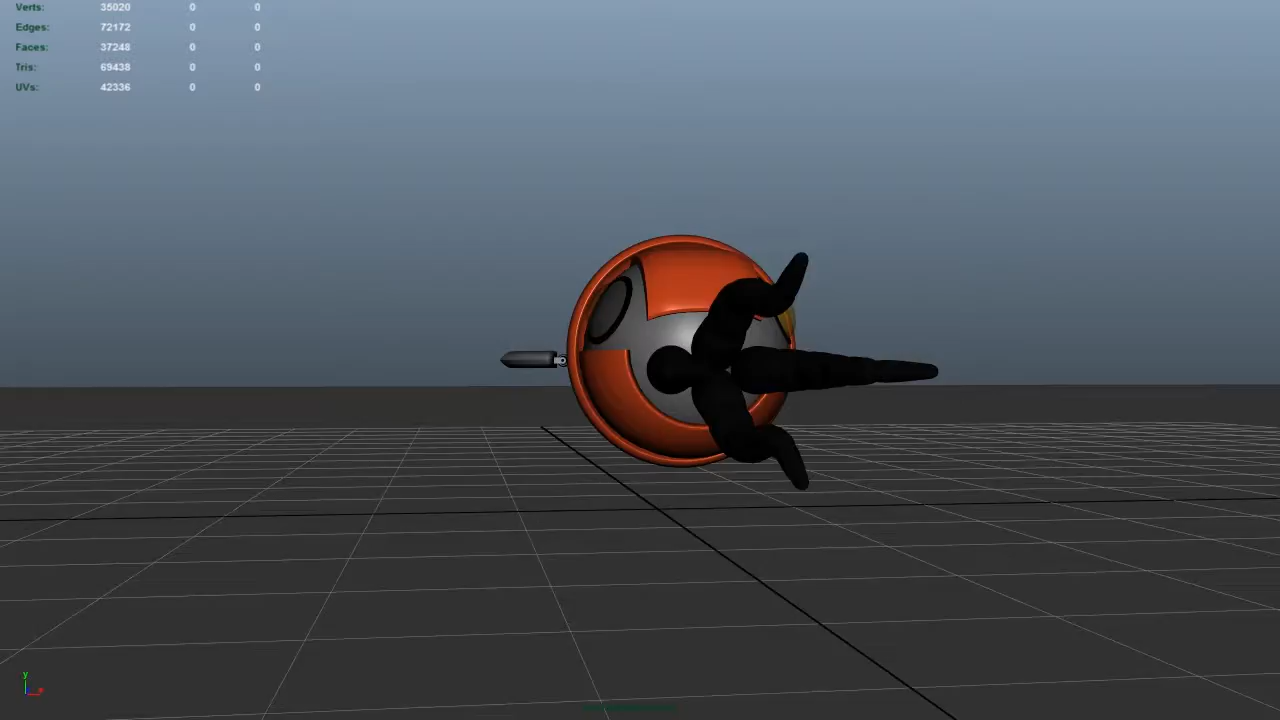 Verts: 35020 0 0
Edges: 72172 0 0
Faces: 37248 0 0
Tris: 69438 0 0
UVs: 42336 0 0
y